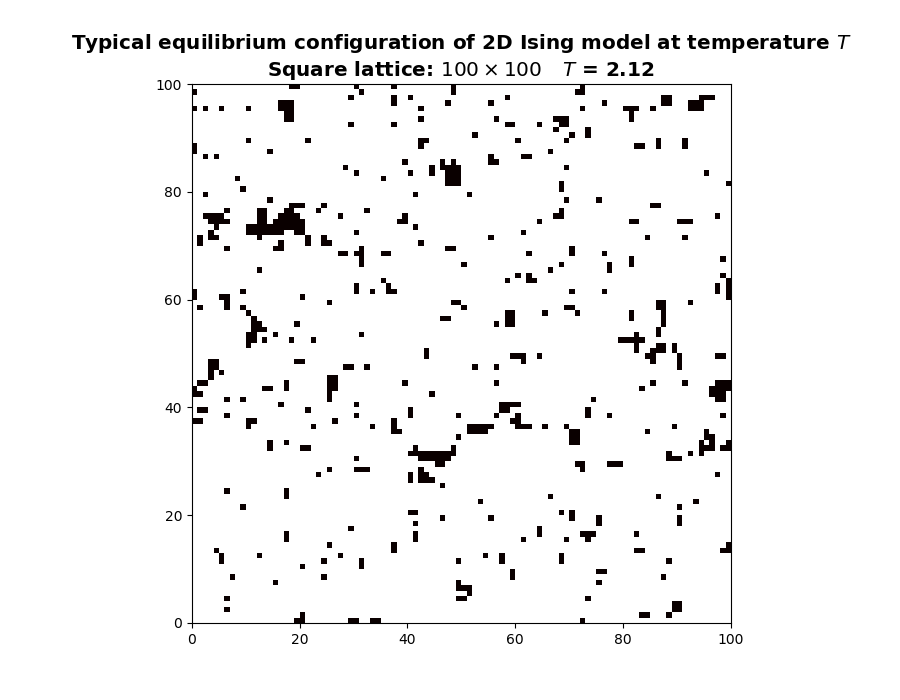 Typical equilibrium configuration of 2D Ising model at temperature T
Square lattice: 100 × 100 T = 2.12
100
80
60
40
20
0
0 20 40 60 80 100